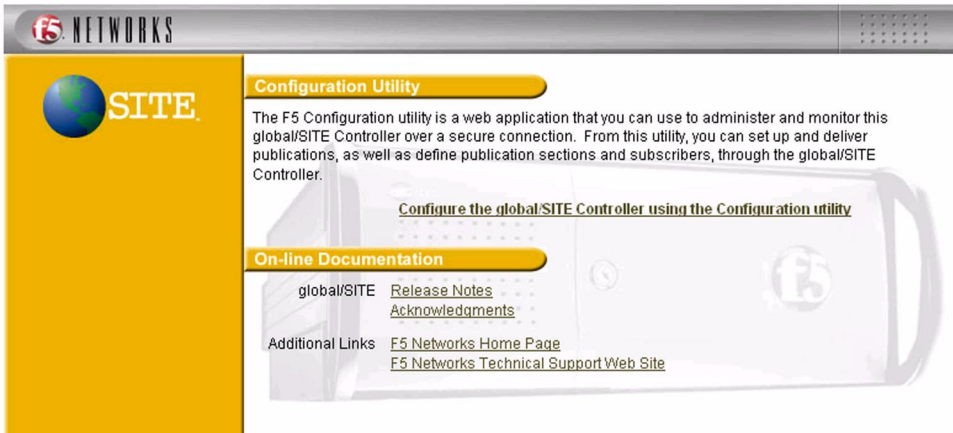 f5 NETWORKS
SITE.
Configuration Utility
The F5 Configuration utility is a web application that you can use to administer and monitor this
global/SITE Controller over a secure connection. From this utility, you can set up and deliver
publications, as well as define publication sections and subscribers, through the global/SITE
Controller.
Configure the global/SITE Controller using the Configuration utility
On-line Documentation
global/SITE Release Notes
Acknowledgments
Additional Links F5 Networks Home Page
F5 Networks Technical Support Web Site
f5